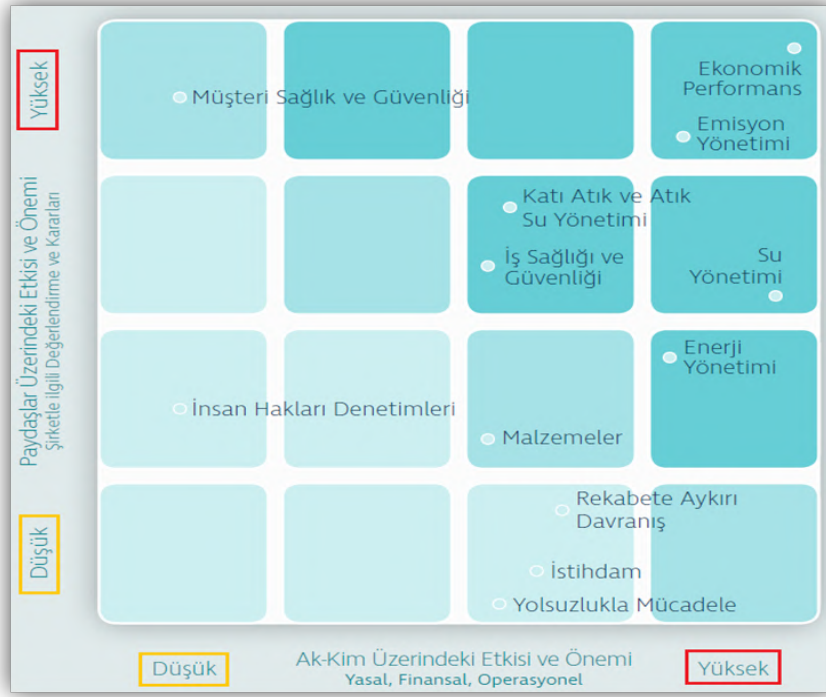 Yüksek
Paydaşlar Üzerindeki Etkisi ve Önemi
Şirketle ilgili Değerlendirme ve Kararları
Düşük
Ekonomik
Performans
Müşteri Sağlık ve Güvenliği
Emisyon
Yönetimi
Katı Atık ve Atık
Su Yönetimi
İş Sağlığı ve
Güvenliği
Su
Yönetimi
Enerji
Yönetimi
İnsan Hakları Denetimleri
Malzemeler
Rekabete Aykırı
Davranış
İstihdam
Yolsuzlukla Mücadele
Düşük
Ak-Kim Üzerindeki Etkisi ve Önemi
Yasal, Finansal, Operasyonel
Yüksek